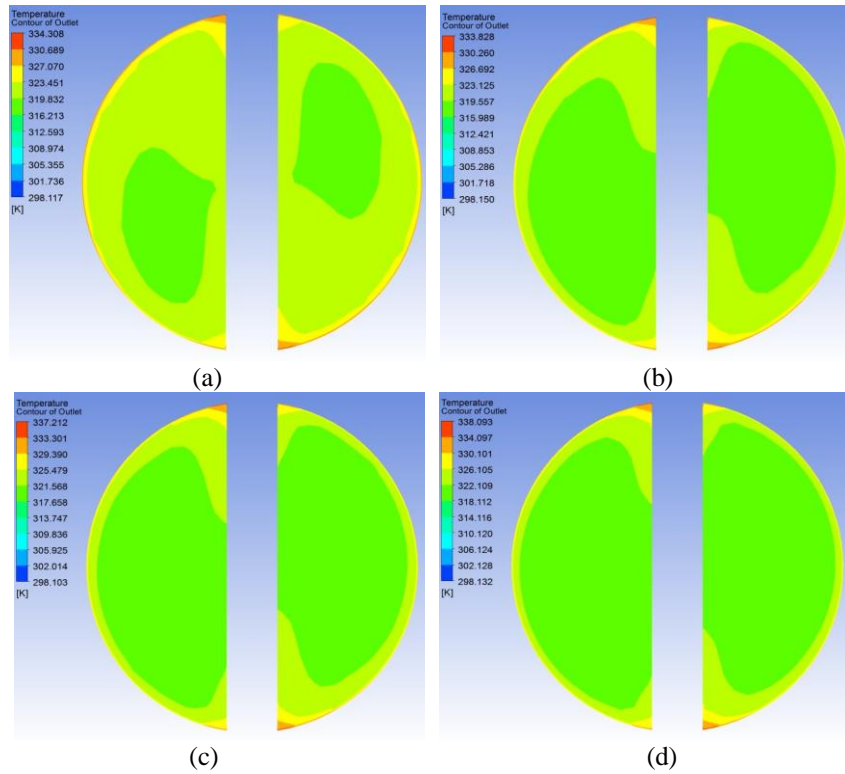 Temperature
Contour of Outlet
334.308
330.689
327.070
323.451
319.832
316.213
312.593
308.974
305.355
301.736
298.117
[K]
(a)
Temperature
Contour of Outlet
333.828
330.260
326.692
323.125
319.557
315.989
312.421
308.853
305.286
301.718
298.150
[K]
(b)
Temperature
Contour of Outlet
337.212
333.301
329.390
325.479
321.568
317.658
313.747
309.836
305.925
302.014
298.103
[K]
(c)
Temperature
Contour of Outlet
338.093
334.097
330.101
326.105
322.109
318.112
314.116
310.120
306.124
302.128
298.132
[K]
(d)